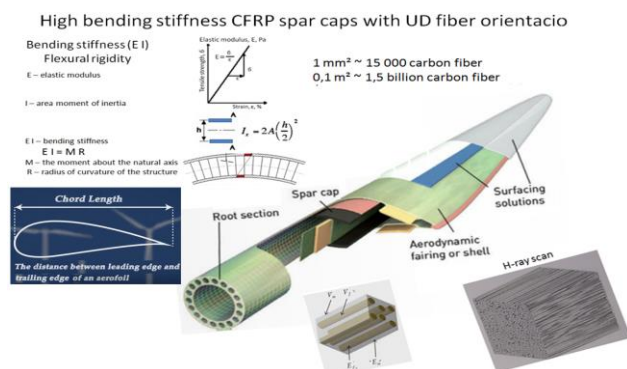 High bending stiffness CFRP spar caps with UD fiber orientacio
Bending stiffness (E I)
Flexural rigidity
E – elastic modulus
I – area moment of inertia
E I – bending stiffness
E I = M R
M – the moment about the natural axis
R – radius of curvature of the structure
Elastic modulus, E, Pa
Tensile strength, б
Strain, ε, %
h
A
A
1 mm² ~ 15 000 carbon fiber
0,1 m² ~ 1,5 billion carbon fiber
Chord Length
The distance between leading edge and
trailing edge of an aerofoil
Root section
Spar cap
Surfacing
solutions
Aerodynamic
fairing or shell
H-ray scan